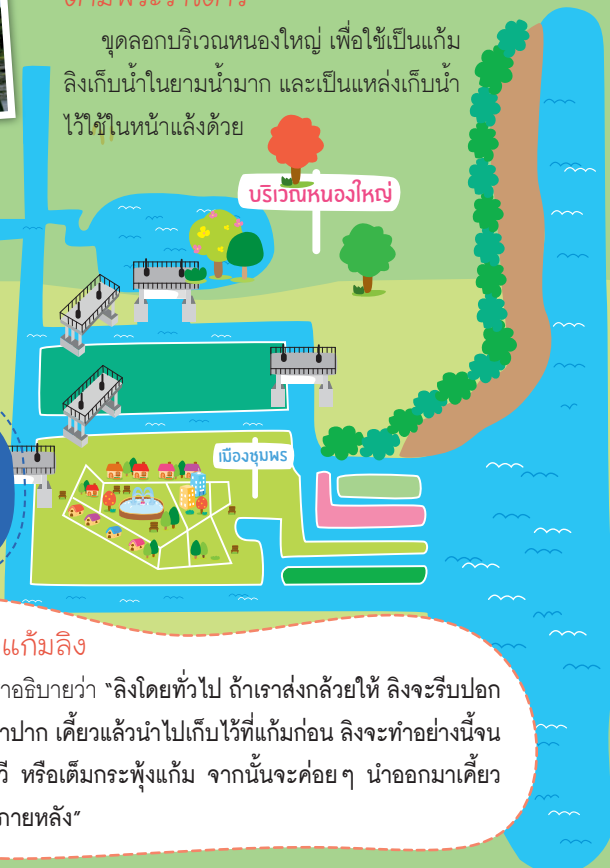 ตามพระราชดำริ
ขุดลอกบริเวณหนองใหญ่ เพื่อใช้เป็นแก้ม
ลิงเก็บน้ำในยามน้ำมาก และเป็นแหล่งเก็บน้ำ
ไว้ใช้ในหน้าแล้งด้วย
บริเวณหนองใหญ่
เมืองชุมพร
แก้มลิง
อธิบายว่า "ลิงโดยทั่วไป ถ้าเราส่งกล้วยให้ ลิงจะรีบปอก
ปาก เคี้ยวแล้วนำไปเก็บไว้ที่แก้มก่อน ลิงจะทำอย่างนี้จน
หรือเต็มกระพุ้งแก้ม จากนั้นจะค่อยๆ นำออกมาเคี้ยว
ภายหลัง"